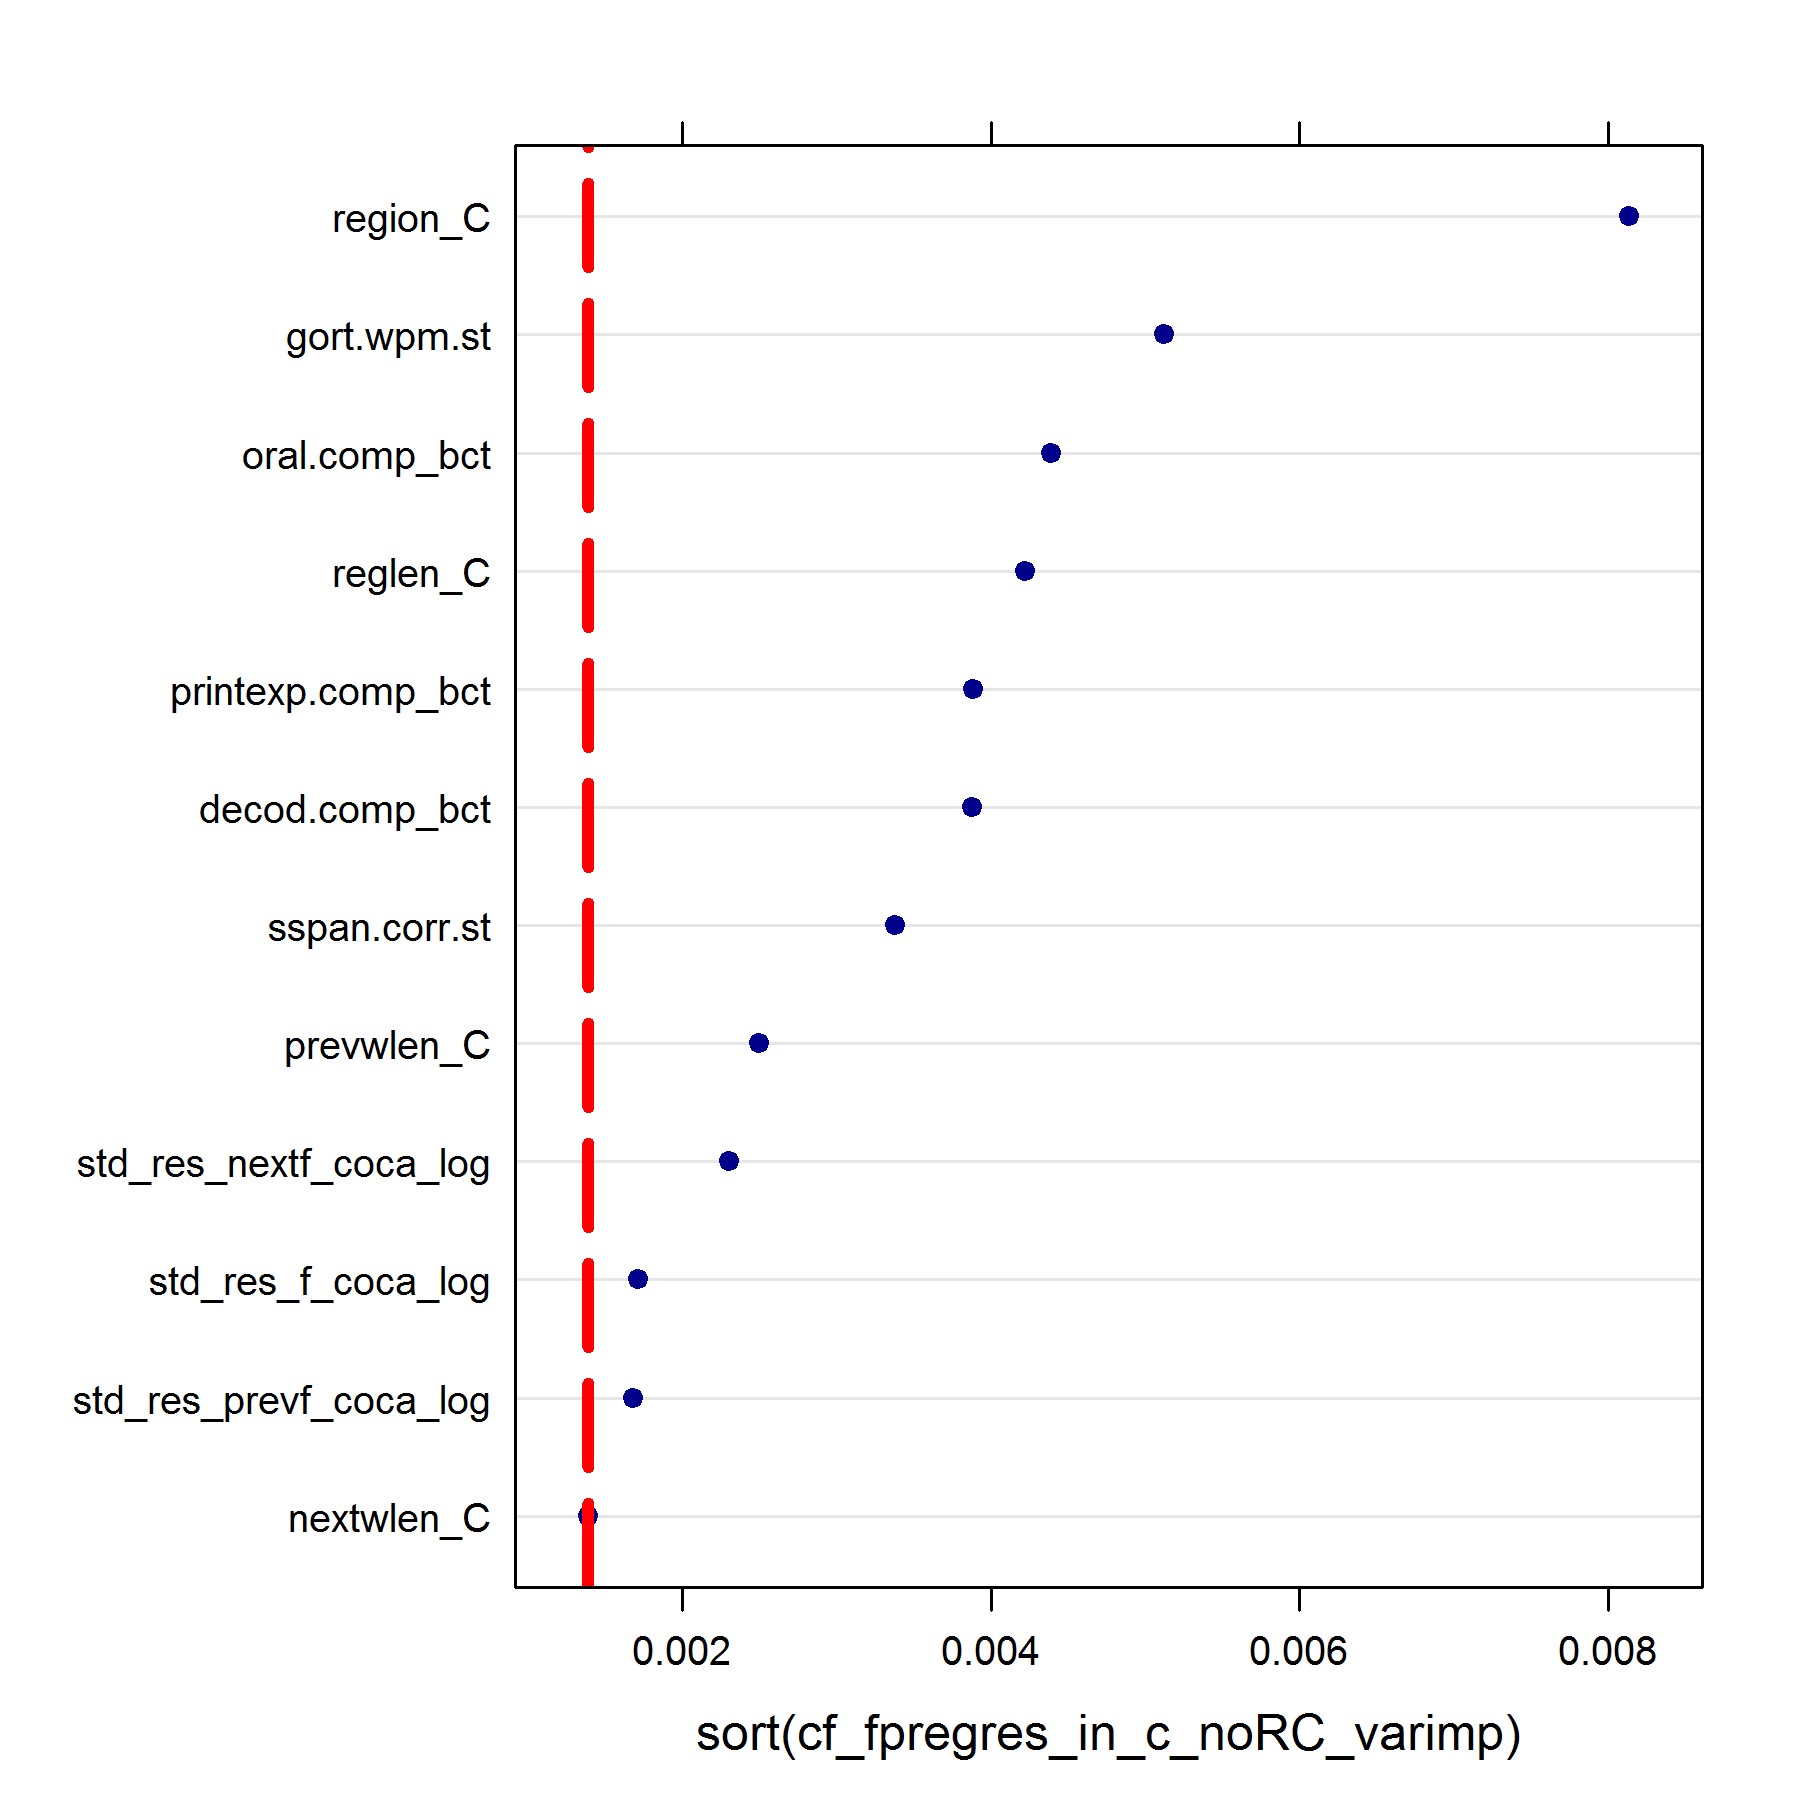 region_C
gort.wpm.st
oral.comp_bct
reglen_C
printexp.comp_bct
decod.comp_bct
sspan.corr.st
prevwlen_C
std_res_nextf_coca_log
std_res_f_coca_log
std_res_prevf_coca_log
nextwlen_C
0.002 0.004 0.006 0.008
sort(cf_fpregres_in_c_noRC_varimp)